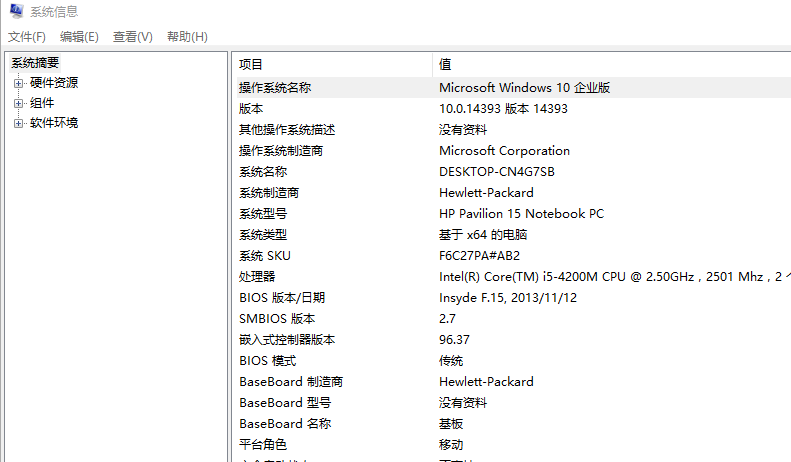 系统信息
文件(F) 编辑(E) 查看(V) 帮助(H)
系统摘要
硬件资源
组件
软件环境
项目 值
操作系统名称 Microsoft Windows 10 企业版
版本 10.0.14393 版本 14393
其他操作系统描述 没有资料
操作系统制造商 Microsoft Corporation
系统名称 DESKTOP-CN4G7SB
系统制造商 Hewlett-Packard
系统型号 HP Pavilion 15 Notebook PC
系统类型 基于 x64 的电脑
系统 SKU F6C27PA#AB2
处理器 Intel(R) Core(TM) i5-4200M CPU @ 2.50GHz，2501 Mhz，2
BIOS 版本/日期 Insyde F.15, 2013/11/12
SMBIOS 版本 2.7
嵌入式控制器版本 96.37
BIOS 模式 传统
BaseBoard 制造商 Hewlett-Packard
BaseBoard 型号 没有资料
BaseBoard 名称 基板
平台角色 移动